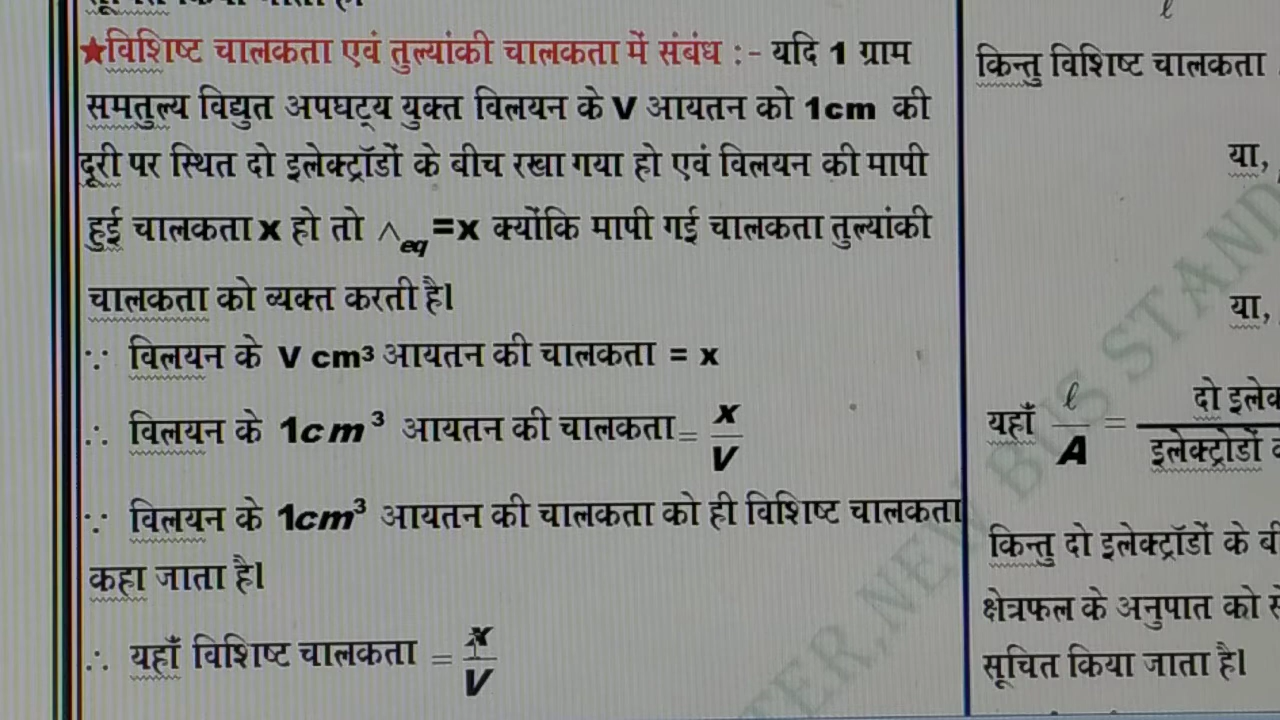 ★विशिष्ट चालकता एवं तुल्यांकी चालकता में संबंध :- यदि 1 ग्राम
समतुल्य विद्युत अपघट्य युक्त विलयन के V आयतन को 1cm की
दूरी पर स्थित दो इलेक्ट्रॉडों के बीच रखा गया हो एवं विलयन की मापी
हुई चालकता x हो तो ^eq =x क्योंकि मापी गई चालकता तुल्यांकी
चालकता को व्यक्त करती है।
∵ विलयन के V cm³ आयतन की चालकता = x
∴ विलयन के 1cm³ आयतन की चालकता = x/V
∵ विलयन के 1cm³ आयतन की चालकता को ही विशिष्ट चालकता
कहा जाता है।
∴ यहाँ विशिष्ट चालकता = x/V
ℓ
किन्तु विशिष्ट चालकता
या,
या,
यहाँ ℓ/A = दो
किन्तु दो इलेक्ट्रॉडों के
क्षेत्रफल के अनुपात को
सूचित किया जाता है।